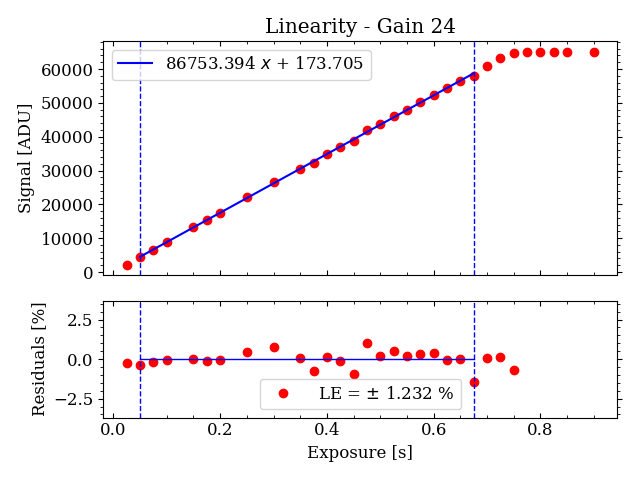 Linearity - Gain 24
86753.394 x + 173.705
Signal [ADU]
60000
50000
40000
30000
20000
10000
0
Residuals [%]
2.5
0.0
−2.5
LE = ± 1.232 %
0.0 0.2 0.4 0.6 0.8
Exposure [s]